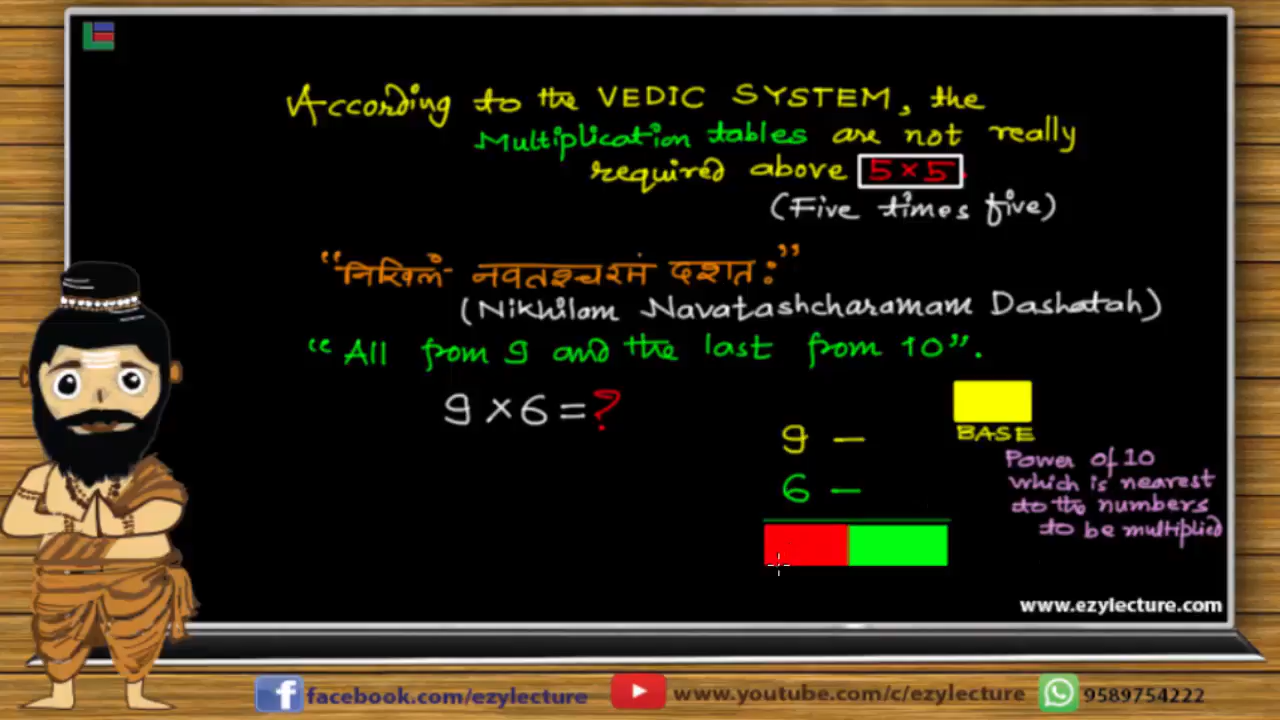 According to the VEDIC SYSTEM, the
Multiplication tables are not really
required above 5×5.
(Five times five)
"निखिलं नवतश्चरमं दशतः"
(Nikhilam Navatashcharamam Dashatah)
"All from 9 and the last from 10".
9 × 6 = ?
9 –
6 –
BASE
Power of 10
which is nearest
to the numbers
to be multiplied
www.ezylecture.com
facebook.com/ezylecture
www.youtube.com/c/ezylecture
9589754222